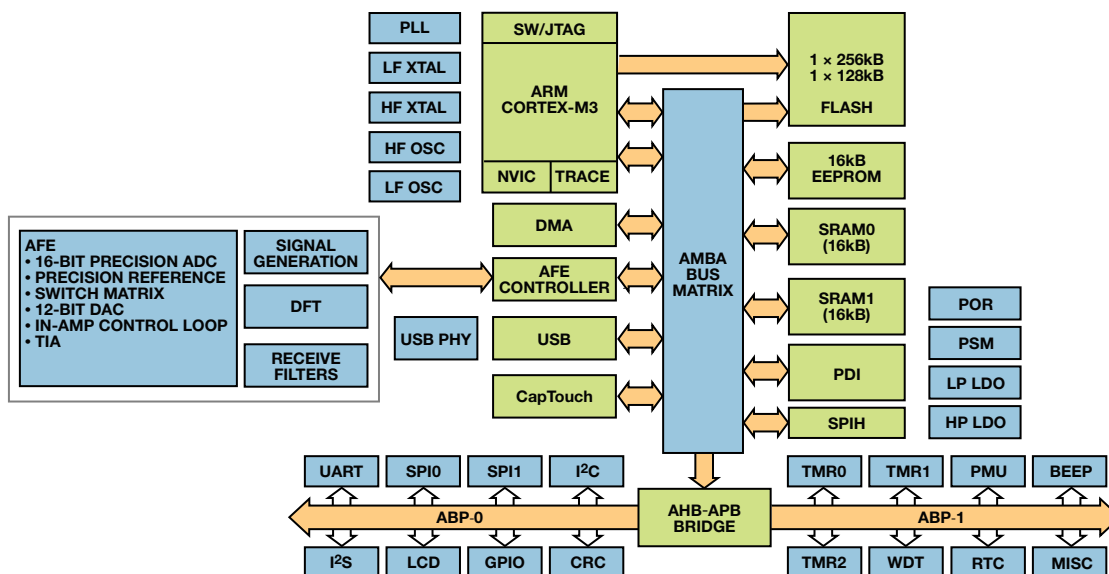 PLL
LF XTAL
HF XTAL
HF OSC
LF OSC
SW/JTAG
ARM
CORTEX-M3
NVIC
TRACE
1 × 256kB
1 × 128kB
FLASH
16kB
EEPROM
SRAM0
(16kB)
SRAM1
(16kB)
PDI
SPIH
AMBA
BUS
MATRIX
DMA
AFE
CONTROLLER
USB
CapTouch
USB PHY
AFE
• 16-BIT PRECISION ADC
• PRECISION REFERENCE
• SWITCH MATRIX
• 12-BIT DAC
• IN-AMP CONTROL LOOP
• TIA
SIGNAL
GENERATION
DFT
RECEIVE
FILTERS
POR
PSM
LP LDO
HP LDO
UART
SPI0
SPI1
I²C
TMR0
TMR1
PMU
BEEP
ABP-0
AHB-APB
BRIDGE
ABP-1
I²S
LCD
GPIO
CRC
TMR2
WDT
RTC
MISC